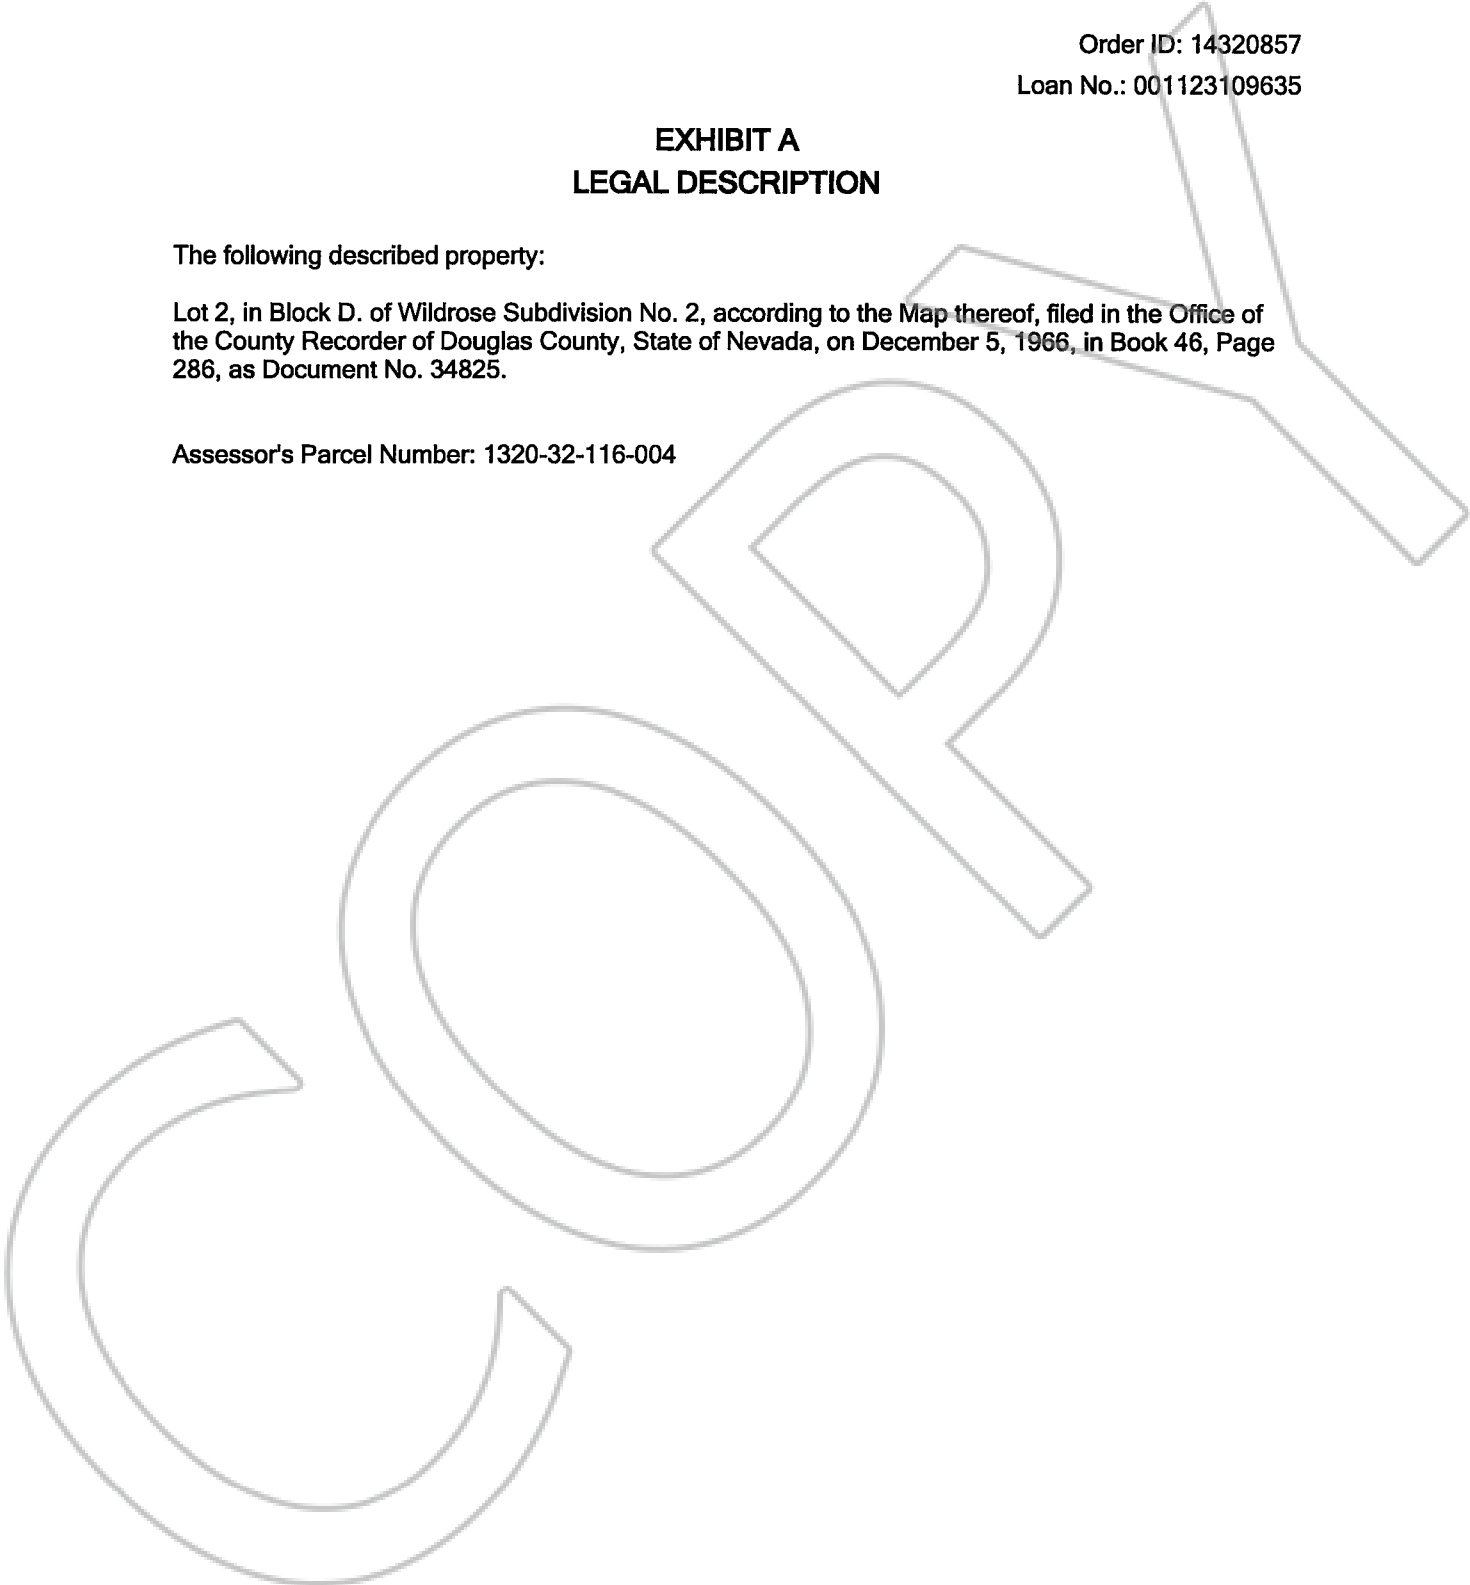 Order ID: 14320857
Loan No.: 001123109635
EXHIBIT A
LEGAL DESCRIPTION
The following described property:
Lot 2, in Block D. of Wildrose Subdivision No. 2, according to the Map thereof, filed in the Office of
the County Recorder of Douglas County, State of Nevada, on December 5, 1966, in Book 46, Page
286, as Document No. 34825.
Assessor's Parcel Number: 1320-32-116-004
COPY